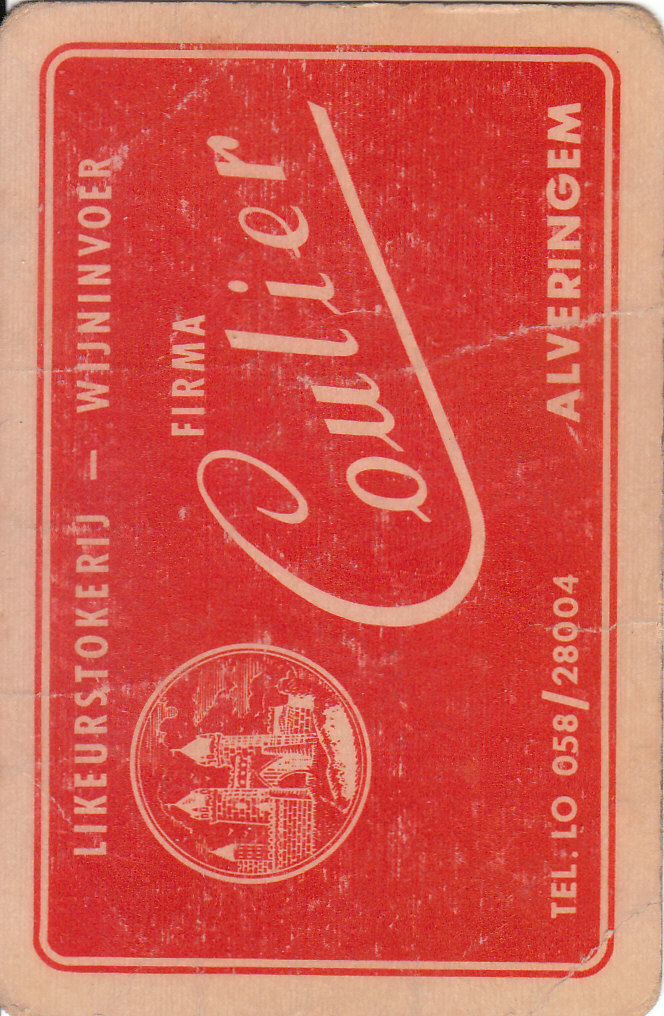 LIKEURSTOKERIJ – WIJNINVOER
FIRMA
Coulier
TEL. LO 058/28004 ALVERINGEM